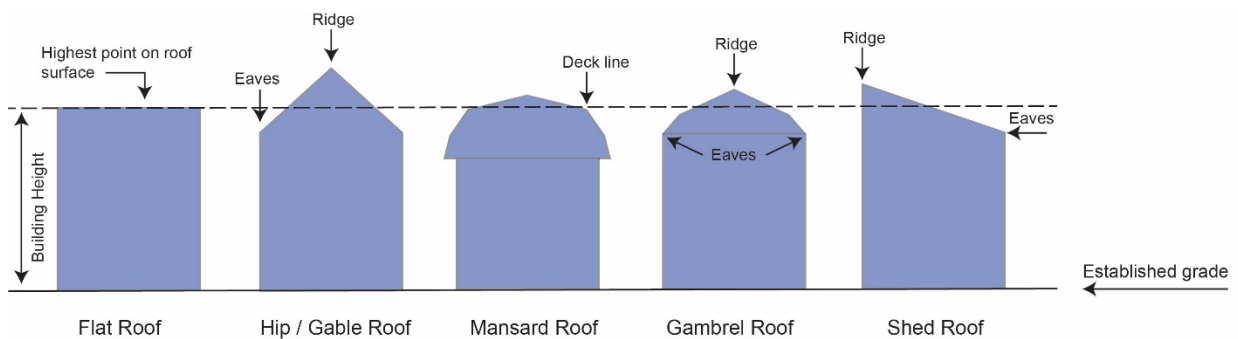 Ridge
Highest point on roof
surface
Eaves
Deck line
Ridge
Ridge
Eaves
Eaves
Building Height
Established grade
Flat Roof
Hip / Gable Roof
Mansard Roof
Gambrel Roof
Shed Roof